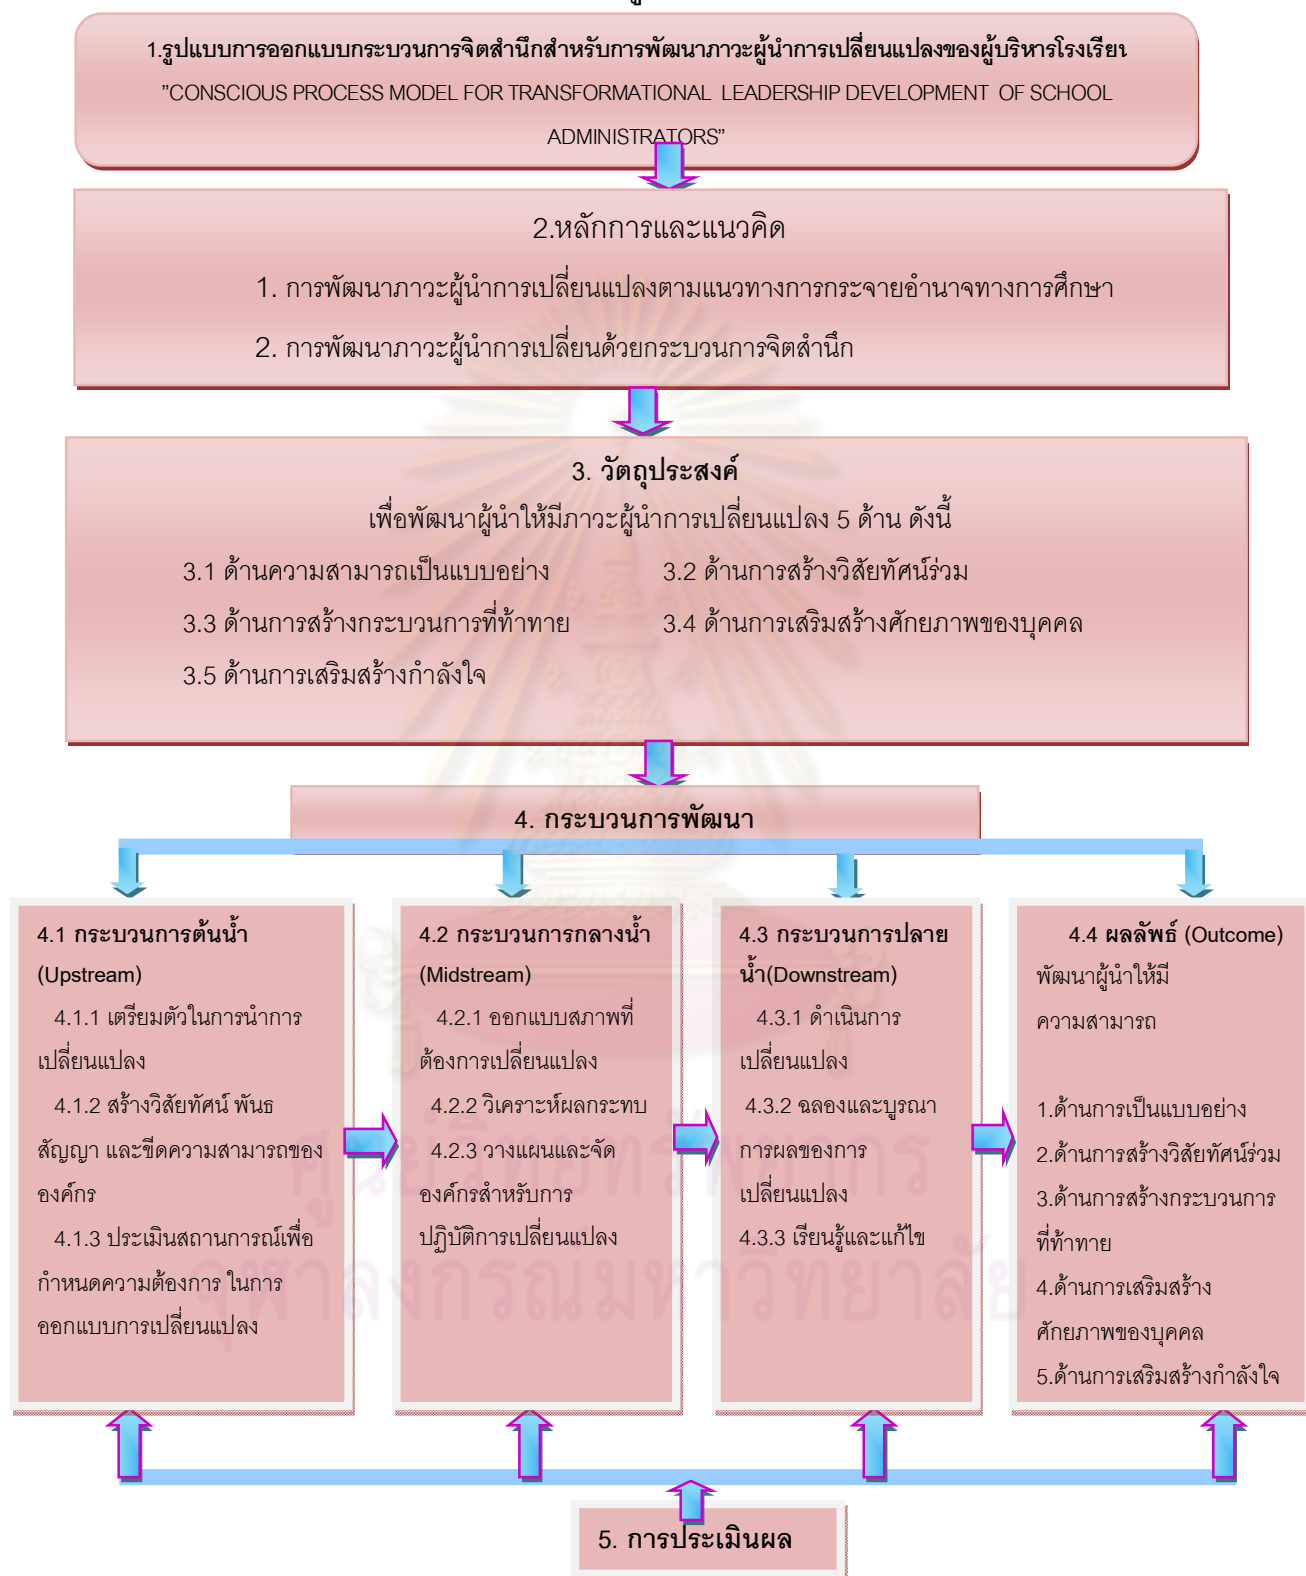 1.รูปแบบการออกแบบกระบวนการจิตสำนึกสำหรับการพัฒนาภาวะผู้นำการเปลี่ยนแปลงของผู้บริหารโรงเรียน
”CONSCIOUS PROCESS MODEL FOR TRANSFORMATIONAL LEADERSHIP DEVELOPMENT OF SCHOOL
ADMINISTRATORS”
2.หลักการและแนวคิด
1. การพัฒนาภาวะผู้นำการเปลี่ยนแปลงตามแนวทางการกระจายอำนาจทางการศึกษา
2. การพัฒนาภาวะผู้นำการเปลี่ยนด้วยกระบวนการจิตสำนึก
3. วัตถุประสงค์
เพื่อพัฒนาผู้นำให้มีภาวะผู้นำการเปลี่ยนแปลง 5 ด้าน ดังนี้
3.1 ด้านความสามารถเป็นแบบอย่าง 3.2 ด้านการสร้างวิสัยทัศน์ร่วม
3.3 ด้านการสร้างกระบวนการที่ท้าทาย 3.4 ด้านการเสริมสร้างศักยภาพของบุคคล
3.5 ด้านการเสริมสร้างกำลังใจ
4. กระบวนการพัฒนา
4.1 กระบวนการต้นน้ำ
(Upstream)
4.1.1 เตรียมตัวในการนำการ
เปลี่ยนแปลง
4.1.2 สร้างวิสัยทัศน์ พันธ
สัญญา และขีดความสามารถของ
องค์กร
4.1.3 ประเมินสถานการณ์เพื่อ
กำหนดความต้องการ ในการ
ออกแบบการเปลี่ยนแปลง
4.2 กระบวนการกลางน้ำ
(Midstream)
4.2.1 ออกแบบสภาพที่
ต้องการเปลี่ยนแปลง
4.2.2 วิเคราะห์ผลกระทบ
4.2.3 วางแผนและจัด
องค์กรสำหรับการ
ปฏิบัติการเปลี่ยนแปลง
4.3 กระบวนการปลาย
น้ำ(Downstream)
4.3.1 ดำเนินการ
เปลี่ยนแปลง
4.3.2 ฉลองและบูรณา
การผลของการ
เปลี่ยนแปลง
4.3.3 เรียนรู้และแก้ไข
4.4 ผลลัพธ์ (Outcome)
พัฒนาผู้นำให้มี
ความสามารถ
1.ด้านการเป็นแบบอย่าง
2.ด้านการสร้างวิสัยทัศน์ร่วม
3.ด้านการสร้างกระบวนการ
ที่ท้าทาย
4.ด้านการเสริมสร้าง
ศักยภาพของบุคคล
5.ด้านการเสริมสร้างกำลังใจ
ศูนย์วิทยทรัพยากร
จุฬาลงกรณ์มหาวิทยาลัย
5. การประเมินผล